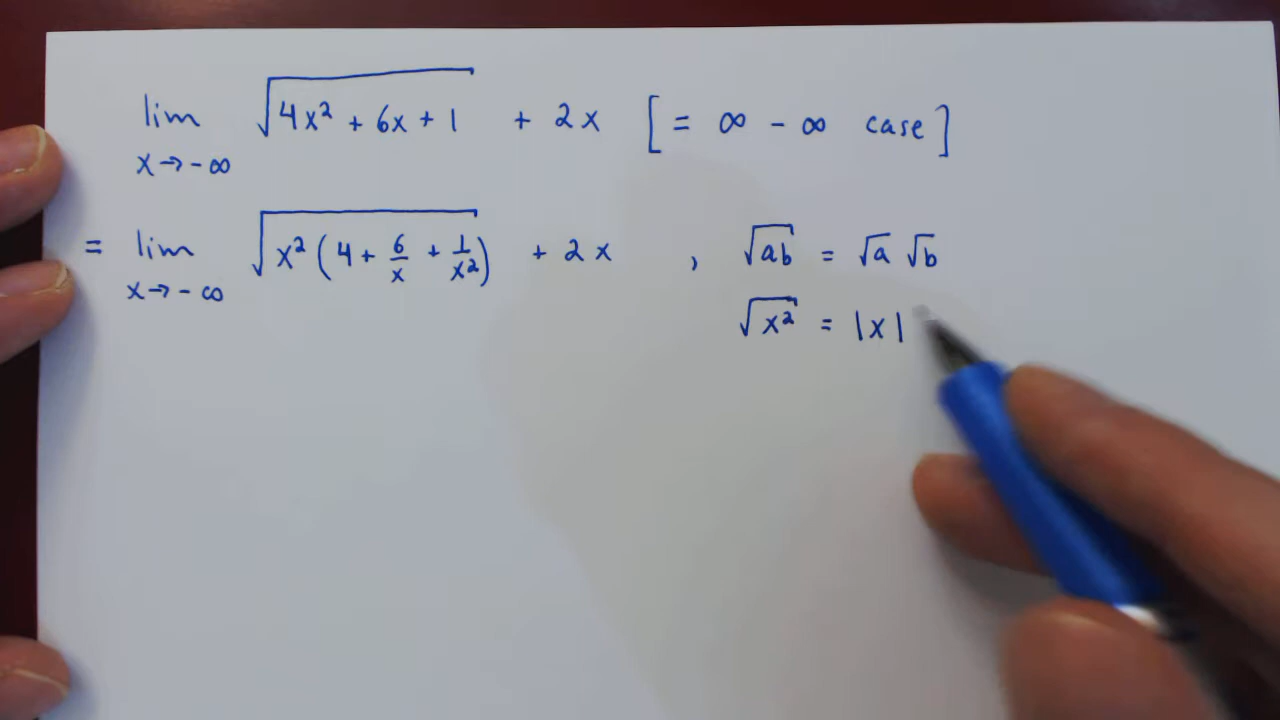 lim x→-∞ √(4x² + 6x + 1) + 2x [= ∞ - ∞ case]
= lim x→-∞ √(x²(4 + 6/x + 1/x²)) + 2x , √(ab) = √a √b
√(x²) = |x|